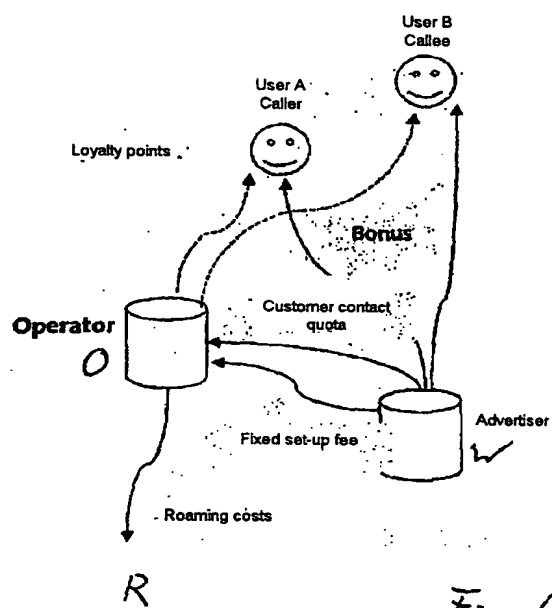 User B
Callee
User A
Caller
Loyalty points
Bonus
Customer contact
quota
Operator
O
Advertiser
W
Fixed set-up fee
Roaming costs
R